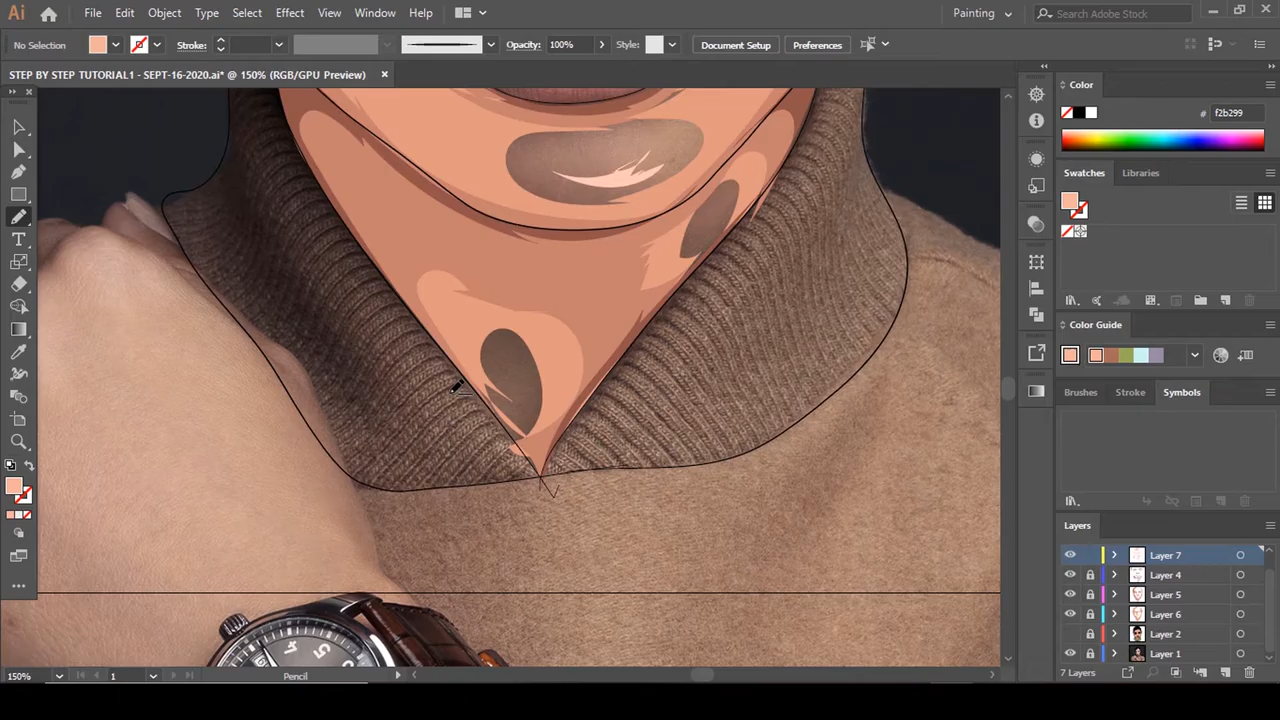 Ai File Edit Object Type Select Effect View Window Help Painting Search Adobe Stock
No Selection Stroke: Opacity: 100% Style: Document Setup Preferences
STEP BY STEP TUTORIAL1 - SEPT-16-2020.ai* @ 150% (RGB/GPU Preview)
Color
# f2b299
Swatches Libraries
Color Guide
Brushes Stroke Symbols
Layers
Layer 7
Layer 4
Layer 5
Layer 6
Layer 2
Layer 1
7 Layers
4 5
150% 1 Pencil